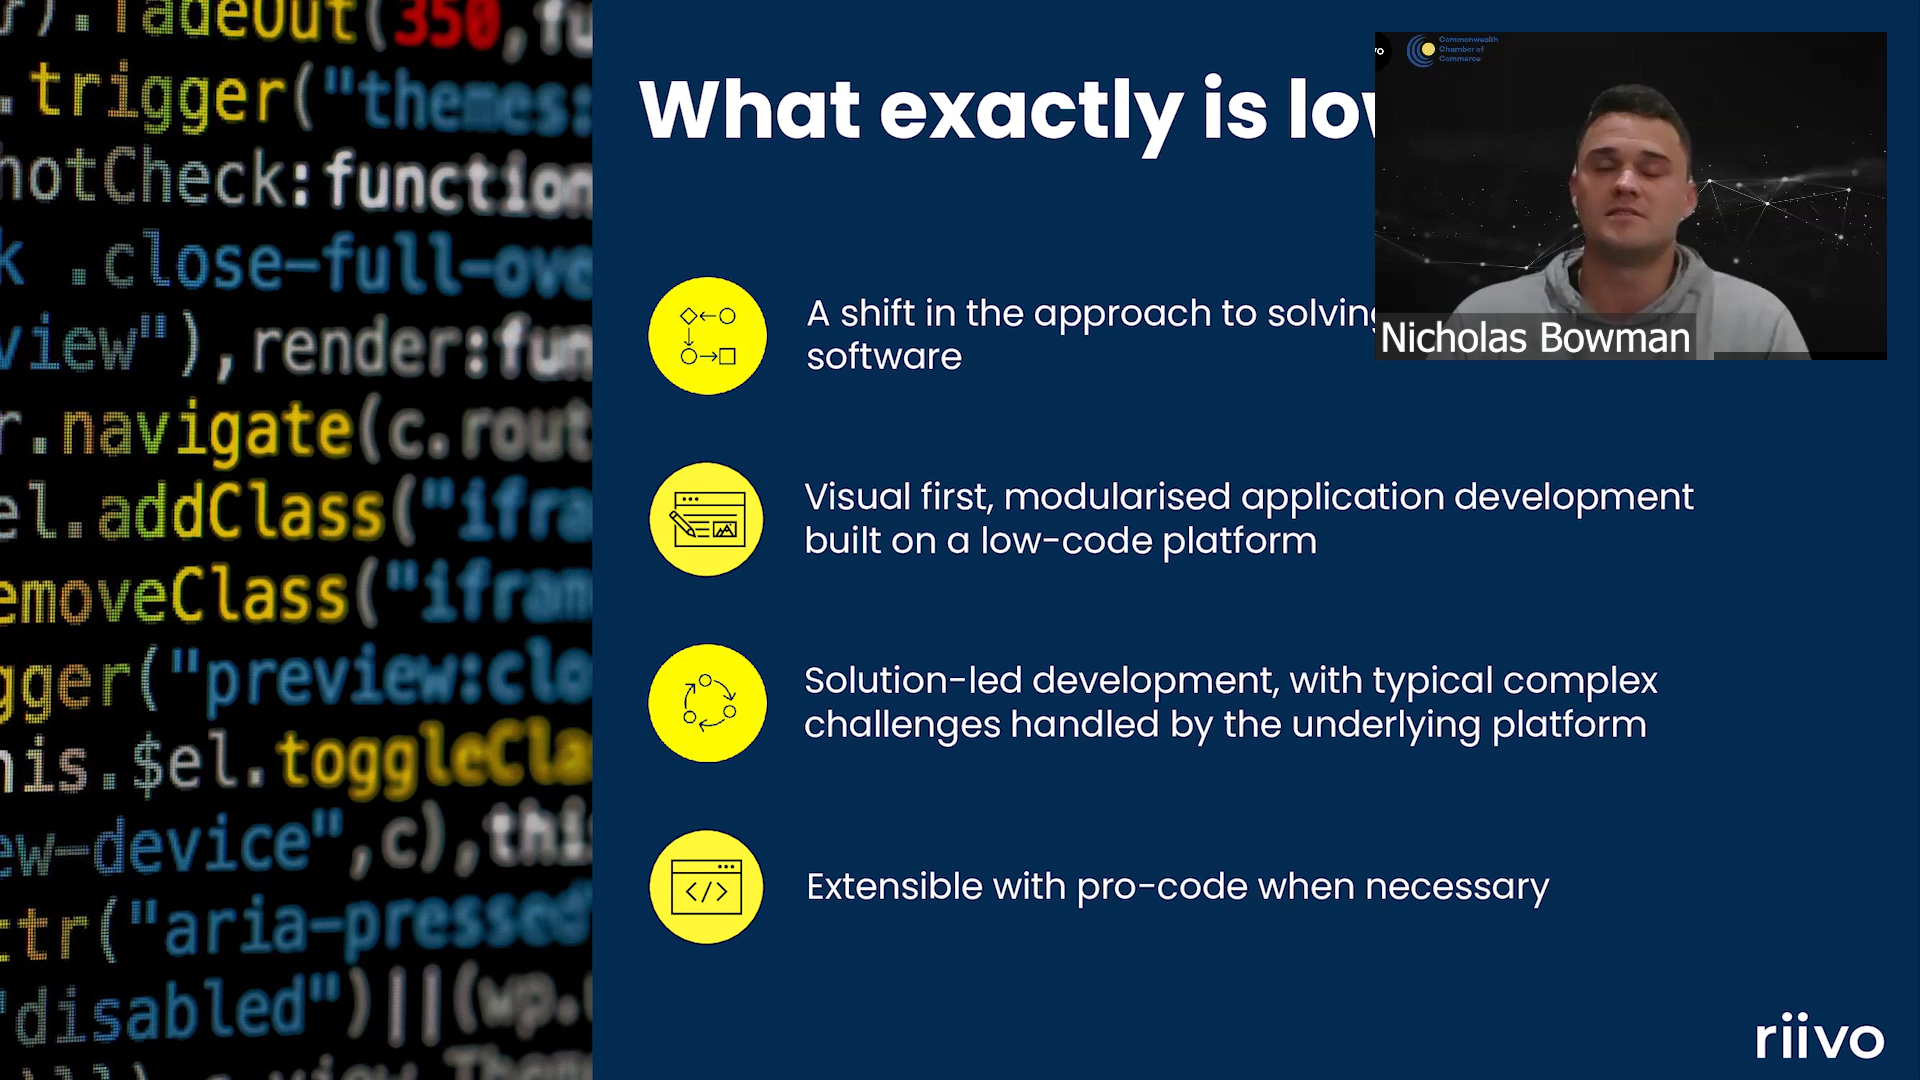 ). fadeOut(350,fu
.trigger("themes:
hotCheck:function
k .close-full-ove
view"),render:fun
r.navigate(c.rout
el.addClass("ifra
emoveClass("ifram
gger("preview:clo
his.$el.toggleCla
ew-device",c),this
ttr("aria-pressed"
"disabled")||(wp.
What exactly is lo
Commonwealth
Chamber of
Commerce
Nicholas Bowman
A shift in the approach to solving
software
Visual first, modularised application development
built on a low-code platform
Solution-led development, with typical complex
challenges handled by the underlying platform
</>
Extensible with pro-code when necessary
riivo